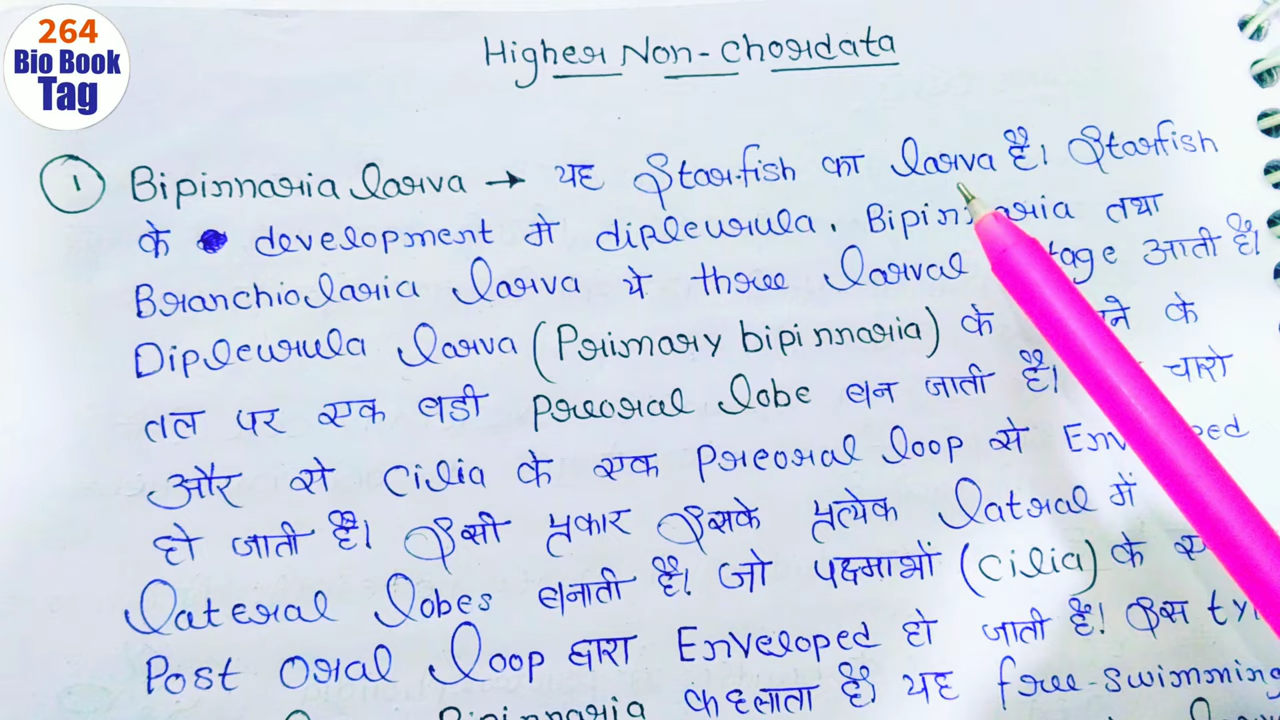 264
Bio Book
Tag
Higher Non-Chordata
1 Bipinnaria larva → यह Starfish का larva है। Starfish
के development मे dipleurula, Bipinnaria तथा
Branchiolaria larva ये three larval stage आती है।
Dipleurula larva (Primary bipinnaria) के ने के
तल पर एक बडी Preoral lobe बन जाती है। चारो
और से Cilia के एक Preoral loop से Enveloped
हो जाती है। इसी प्रकार इसके प्रत्येक latral में
lateral lobes बनाती है। जो पक्ष्माभों (Cilia) के
Post oral loop द्वारा Enveloped हो जाती है। इस
Bipinnaria कहलाता है। यह free-swimming